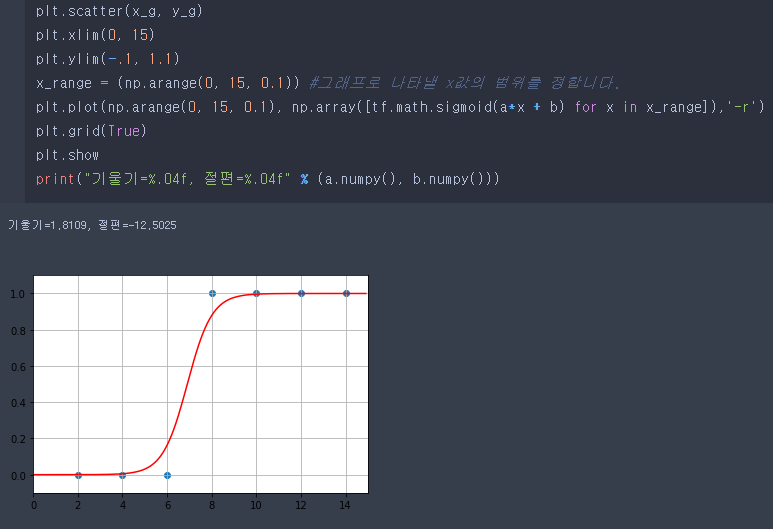 plt.scatter(x_g, y_g)
plt.xlim(0, 15)
plt.ylim(-.1, 1.1)
x_range = (np.arange(0, 15, 0.1)) #그래프로 나타낼 x값의 범위를 정합니다.
plt.plot(np.arange(0, 15, 0.1), np.array([tf.math.sigmoid(a*x + b) for x in x_range]),'-r')
plt.grid(True)
plt.show
print("기울기=%.04f, 절편=%.04f" % (a.numpy(), b.numpy()))
기울기=1.8109, 절편=-12.5025
1.0
0.8
0.6
0.4
0.2
0.0
0 2 4 6 8 10 12 14